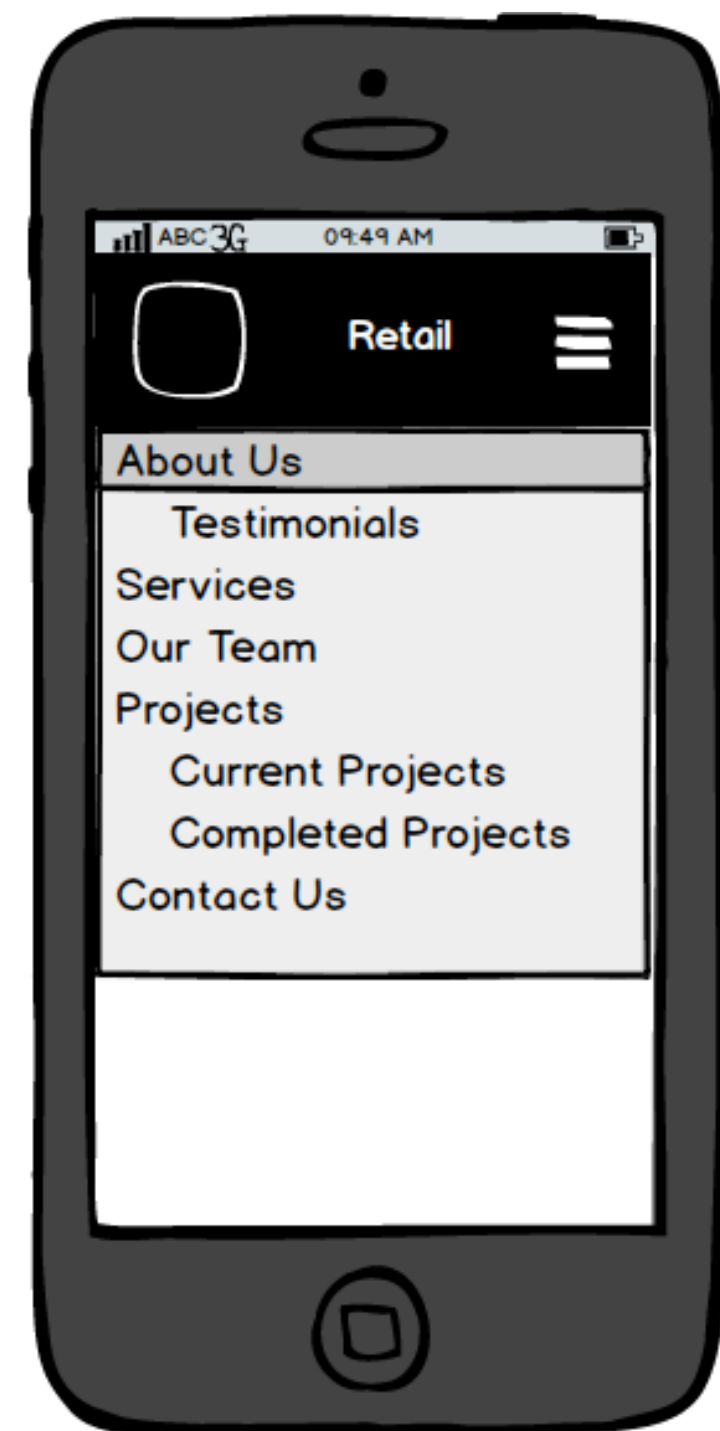 ABC 3G 09:49 AM
Retail
About Us
Testimonials
Services
Our Team
Projects
Current Projects
Completed Projects
Contact Us